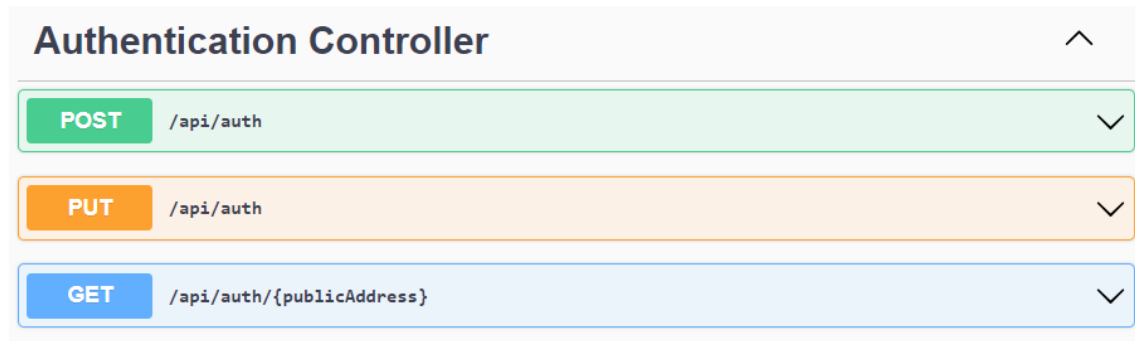 Authentication Controller
POST /api/auth
PUT /api/auth
GET /api/auth/{publicAddress}